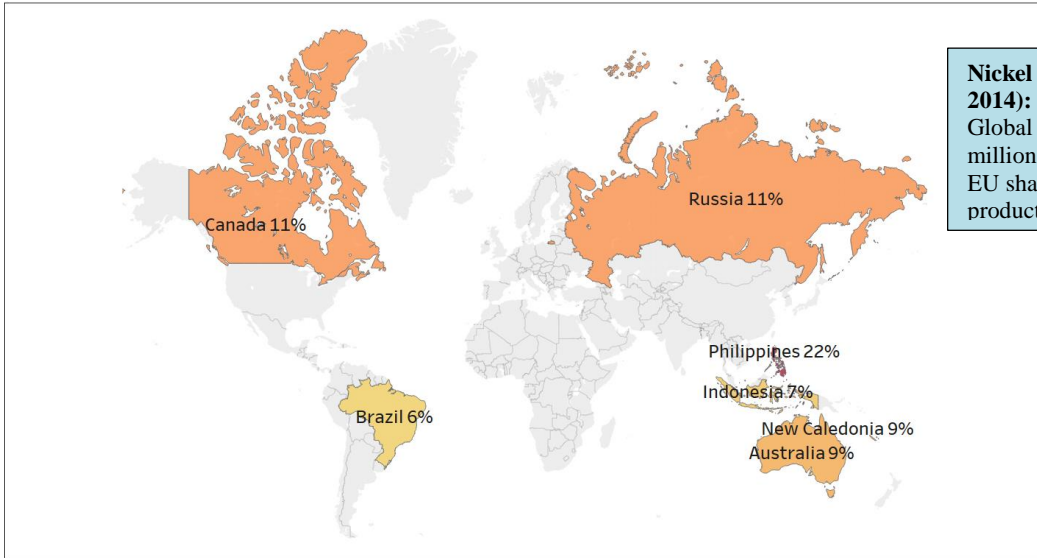 Canada 11%
Russia 11%
Philippines 22%
Indonesia 7%
New Caledonia 9%
Australia 9%
Brazil 6%
Nickel
2014):
Global
million
EU sha
product